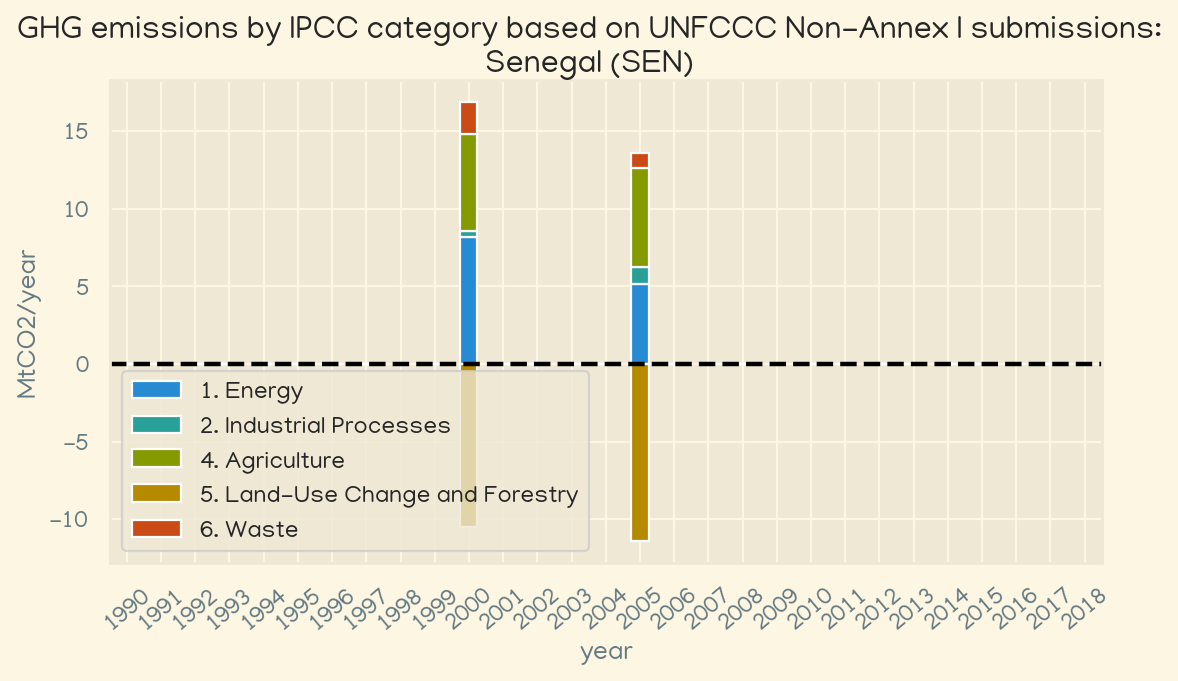 GHG emissions by IPCC category based on UNFCCC Non-Annex I submissions:
Senegal (SEN)
MtCO2/year
15
10
5
0
−5
−10
1. Energy
2. Industrial Processes
4. Agriculture
5. Land-Use Change and Forestry
6. Waste
1990 1991 1992 1993 1994 1995 1996 1997 1998 1999 2000 2001 2002 2003 2004 2005 2006 2007 2008 2009 2010 2011 2012 2013 2014 2015 2016 2017 2018
year